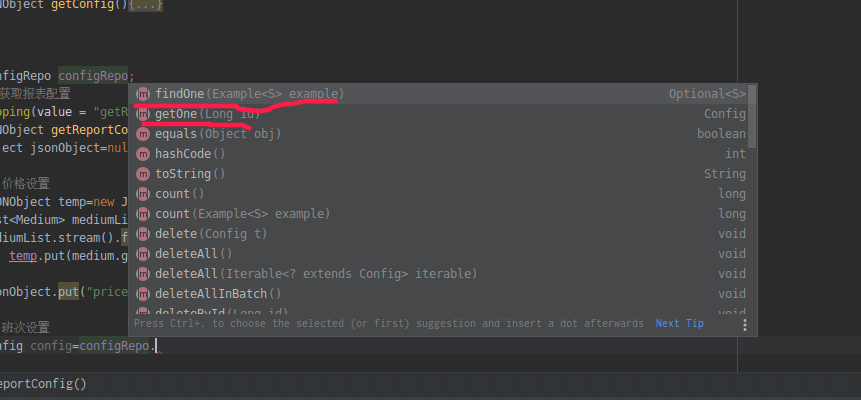 NObject getConfig(){...}
nfigRepo configRepo;
获取报表配置
pping(value = "getR
NObject getReportCo
ject jsonObject=nul
价格设置
ONObject temp=new J
st<Medium> mediumLi
diumList.stream().f
temp.put(medium.g
onObject.put("price
班次设置
nfig config=configRepo.
findOne(Example<S> example) Optional<S>
getOne(Long id) Config
equals(Object obj) boolean
hashCode() int
toString() String
count() long
count(Example<S> example) long
delete(Config t) void
deleteAll() void
deleteAll(Iterable<? extends Config> iterable) void
deleteAllInBatch() void
deleteById(Long id) void
Press Ctrl+. to choose the selected (or first) suggestion and insert a dot afterwards Next Tip
eportConfig()